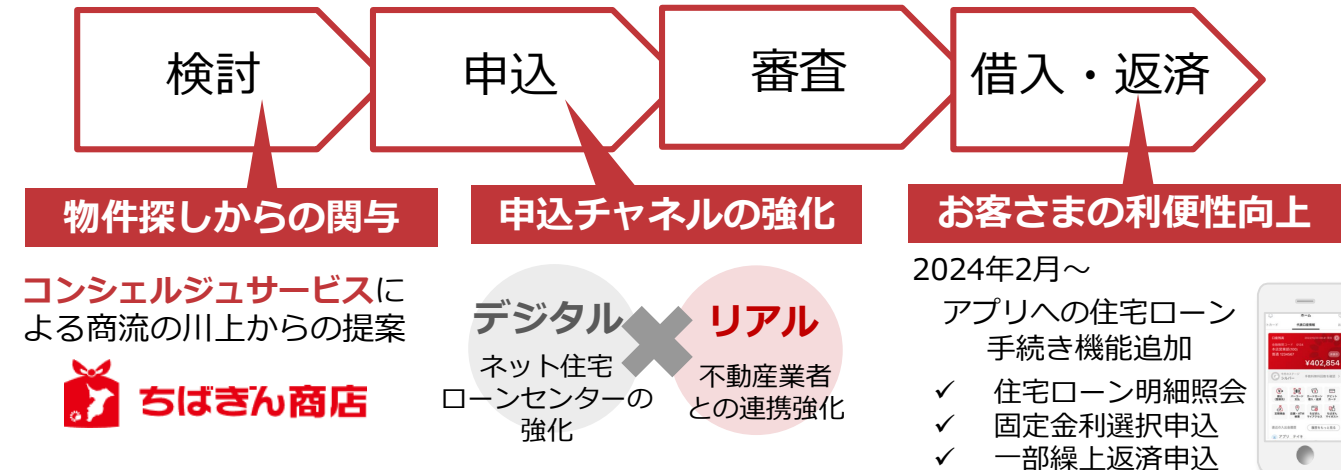 検討
申込
審査
借入・返済
物件探しからの関与
申込チャネルの強化
お客さまの利便性向上
コンシェルジュサービスに
よる商流の川上からの提案
ちばぎん商店
デジタル
ネット住宅
ローンセンターの
強化
リアル
不動産業者
との連携強化
2024年2月～
アプリへの住宅ローン
手続き機能追加
✓ 住宅ローン明細照会
✓ 固定金利選択申込
✓ 一部繰上返済申込
ホーム
¥402,854